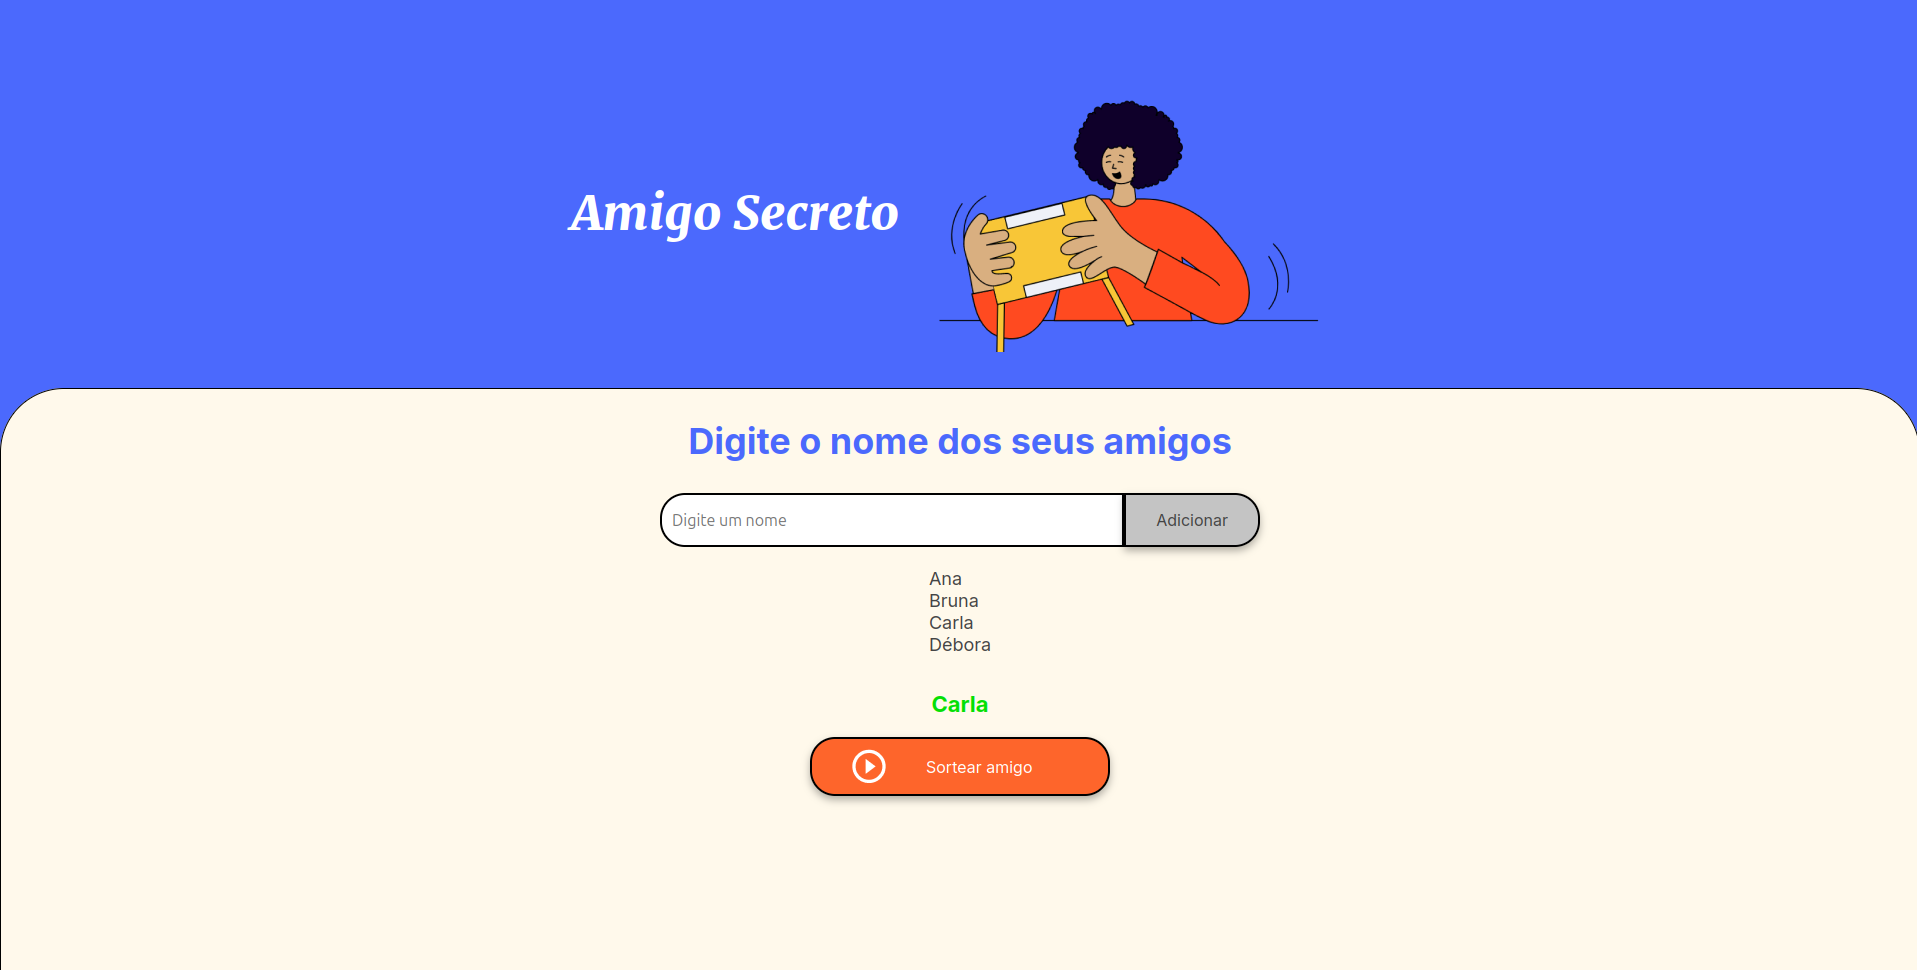 Amigo Secreto
Digite o nome dos seus amigos
Digite um nome
Adicionar
Ana
Bruna
Carla
Débora
Carla
Sortear amigo